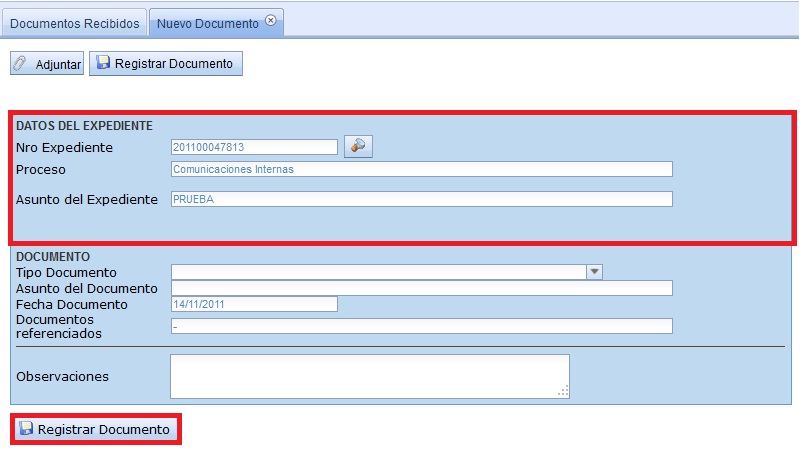 Documentos Recibidos Nuevo Documento
Adjuntar Registrar Documento
DATOS DEL EXPEDIENTE
Nro Expediente 201100047813
Proceso Comunicaciones Internas
Asunto del Expediente PRUEBA
DOCUMENTO
Tipo Documento
Asunto del Documento
Fecha Documento 14/11/2011
Documentos
referenciados -
Observaciones
Registrar Documento